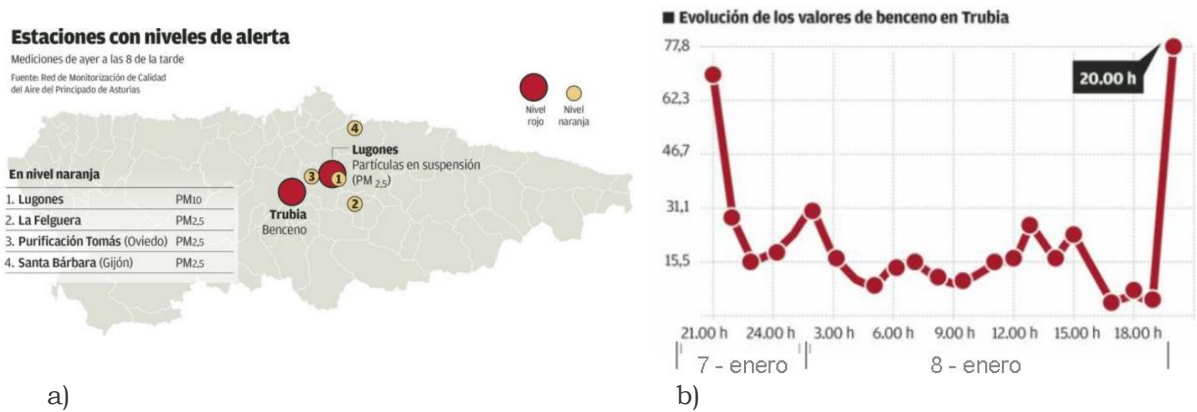 Estaciones con niveles de alerta
Mediciones de ayer a las 8 de la tarde
Fuente: Red de Monitorización de Calidad
del Aire del Principado de Asturias
Nivel
rojo
Nivel
naranja
4
Lugones
Partículas en suspensión
(PM 2,5)
3
1
2
Trubia
Benceno
En nivel naranja
1. Lugones PM10
2. La Felguera PM2,5
3. Purificación Tomás (Oviedo) PM2,5
4. Santa Bárbara (Gijón) PM2,5
a)
■ Evolución de los valores de benceno en Trubia
77,8
62,3
46,7
31,1
15,5
20.00 h
21.00 h 24.00 h 3.00 h 6.00 h 9.00 h 12.00 h 15.00 h 18.00 h
7 - enero 8 - enero
b)